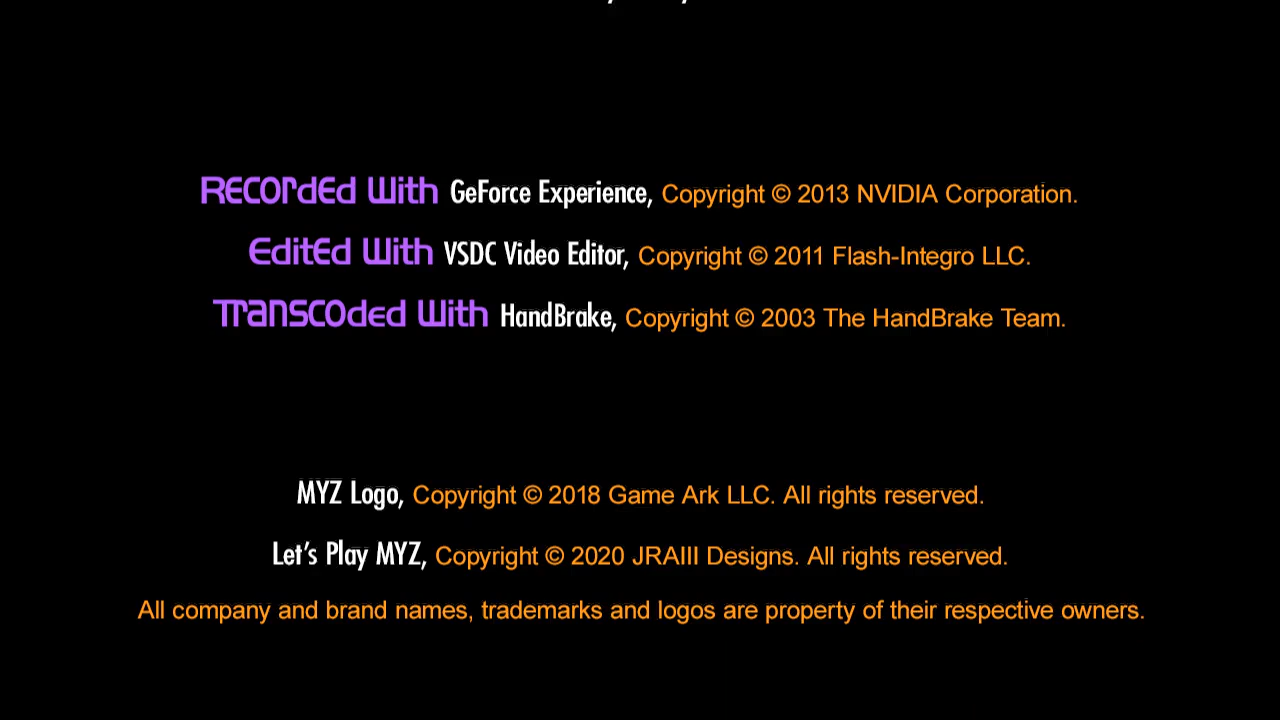 Recorded With GeForce Experience, Copyright © 2013 NVIDIA Corporation.
Edited With VSDC Video Editor, Copyright © 2011 Flash-Integro LLC.
Transcoded With HandBrake, Copyright © 2003 The HandBrake Team.
MYZ Logo, Copyright © 2018 Game Ark LLC. All rights reserved.
Let's Play MYZ, Copyright © 2020 JRAIII Designs. All rights reserved.
All company and brand names, trademarks and logos are property of their respective owners.